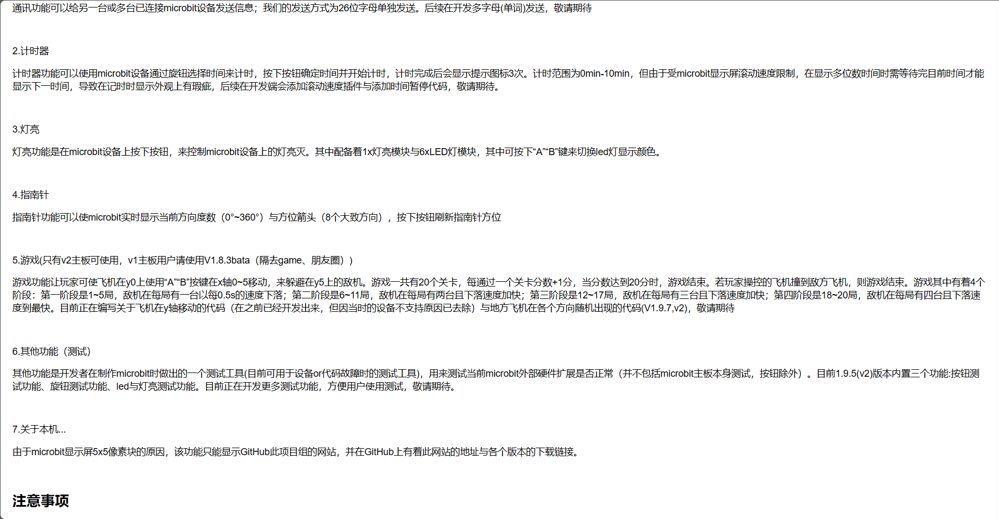 通讯功能可以给另一台或多台已连接microbit设备发送信息；我们的发送方式为26位字母单独发送。后续在开发多字母(单词)发送，敬请期待
2.计时器
计时器功能可以使用microbit设备通过旋钮选择时间来计时，按下按钮确定时间并开始计时，计时完成后会显示提示图标3次。计时范围为0min-10min，但由于受microbit显示屏滚动速度限制，在显示多位数时间时需等待完目前时间才能
显示下一时间，导致在记时时显示外观上有瑕疵，后续在开发端会添加滚动速度插件与添加时间暂停代码，敬请期待。
3.灯亮
灯亮功能是在microbit设备上按下按钮，来控制microbit设备上的灯亮灭。其中配备着1x灯亮模块与6xLED灯模块，其中可按下“A”“B”键来切换led灯显示颜色。
4.指南针
指南针功能可以使microbit实时显示当前方向度数（0°~360°）与方位箭头（8个大致方向），按下按钮刷新指南针方位
5.游戏(只有v2主板可使用，v1主板用户请使用V1.8.3bata（隔去game、朋友圈）)
游戏功能让玩家可使飞机在y0上使用“A”“B”按键在x轴0~5移动，来躲避在y5上的敌机。游戏一共有20个关卡，每通过一个关卡分数+1分，当分数达到20分时，游戏结束。若玩家操控的飞机撞到敌方飞机，则游戏结束。游戏其中有着4个
阶段：第一阶段是1~5局，敌机在每局有一台以每0.5s的速度下落；第二阶段是6~11局，敌机在每局有两台且下落速度加快；第三阶段是12~17局，敌机在每局有三台且下落速度加快；第四阶段是18~20局，敌机在每局有四台且下落速
度到最快。目前正在编写关于飞机在y轴移动的代码（在之前已经开发出来，但因当时的设备不支持原因已去除）与地方飞机在各个方向随机出现的代码(V1.9.7,v2)，敬请期待
6.其他功能（测试）
其他功能是开发者在制作microbit时做出的一个测试工具(目前可用于设备or代码故障时的测试工具)，用来测试当前microbit外部硬件扩展是否正常（并不包括microbit主板本身测试，按钮除外）。目前1.9.5(v2)版本内置三个功能:按钮测
试功能、旋钮测试功能、led与灯亮测试功能。目前正在开发更多测试功能，方便用户使用测试，敬请期待。
7.关于本机...
由于microbit显示屏5x5像素块的原因，该功能只能显示GitHub此项目组的网站，并在GitHub上有着此网站的地址与各个版本的下载链接。
注意事项